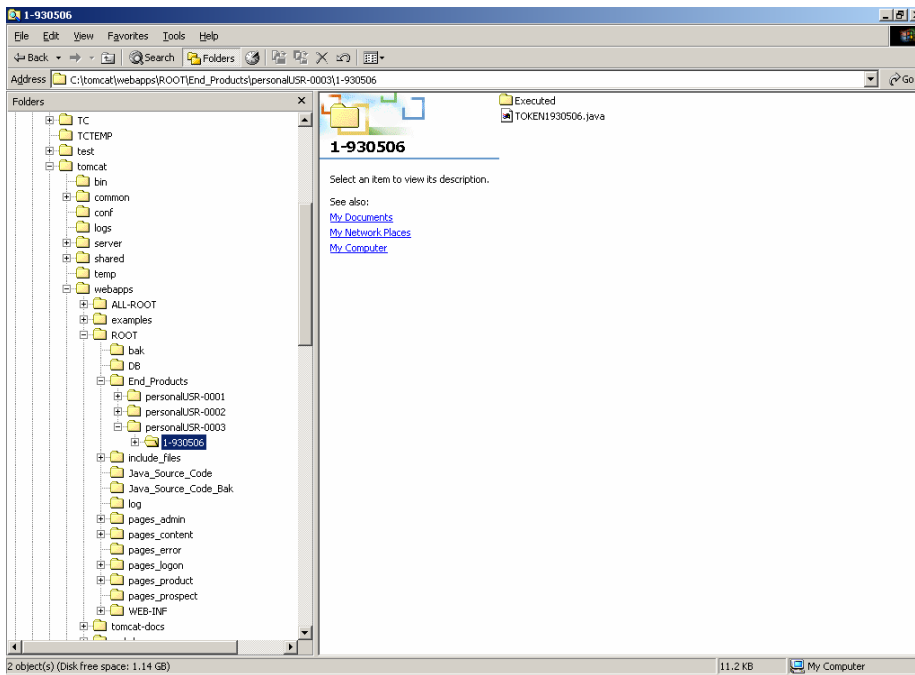 1-930506
File Edit View Favorites Tools Help
Back Search Folders
Address C:\tomcat\webapps\ROOT\End_Products\personalUSR-0003\1-930506 Go
Folders
TC
TCTEMP
test
tomcat
bin
common
conf
logs
server
shared
temp
webapps
ALL-ROOT
examples
ROOT
bak
DB
End_Products
personalUSR-0001
personalUSR-0002
personalUSR-0003
1-930506
include_files
Java_Source_Code
Java_Source_Code_Bak
log
pages_admin
pages_content
pages_error
pages_logon
pages_product
pages_prospect
WEB-INF
tomcat-docs
1-930506
Select an item to view its description.
See also:
My Documents
My Network Places
My Computer
Executed
TOKEN1930506.java
2 object(s) (Disk free space: 1.14 GB) 11.2 KB My Computer